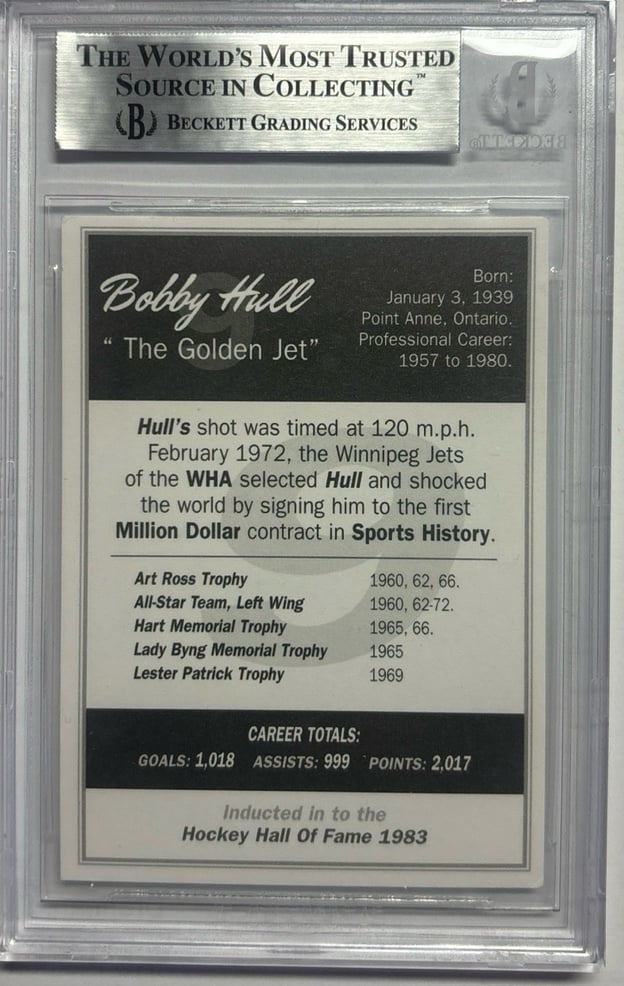 THE WORLD'S MOST TRUSTED
SOURCE IN COLLECTING™
B BECKETT GRADING SERVICES
B
BECKETT
9
Bobby Hull
“ The Golden Jet”
Born:
January 3, 1939
Point Anne, Ontario.
Professional Career:
1957 to 1980.
9
Hull's shot was timed at 120 m.p.h.
February 1972, the Winnipeg Jets
of the WHA selected Hull and shocked
the world by signing him to the first
Million Dollar contract in Sports History.
Art Ross Trophy 1960, 62, 66.
All-Star Team, Left Wing 1960, 62-72.
Hart Memorial Trophy 1965, 66.
Lady Byng Memorial Trophy 1965
Lester Patrick Trophy 1969
CAREER TOTALS:
GOALS: 1,018 ASSISTS: 999 POINTS: 2,017
Inducted in to the
Hockey Hall Of Fame 1983